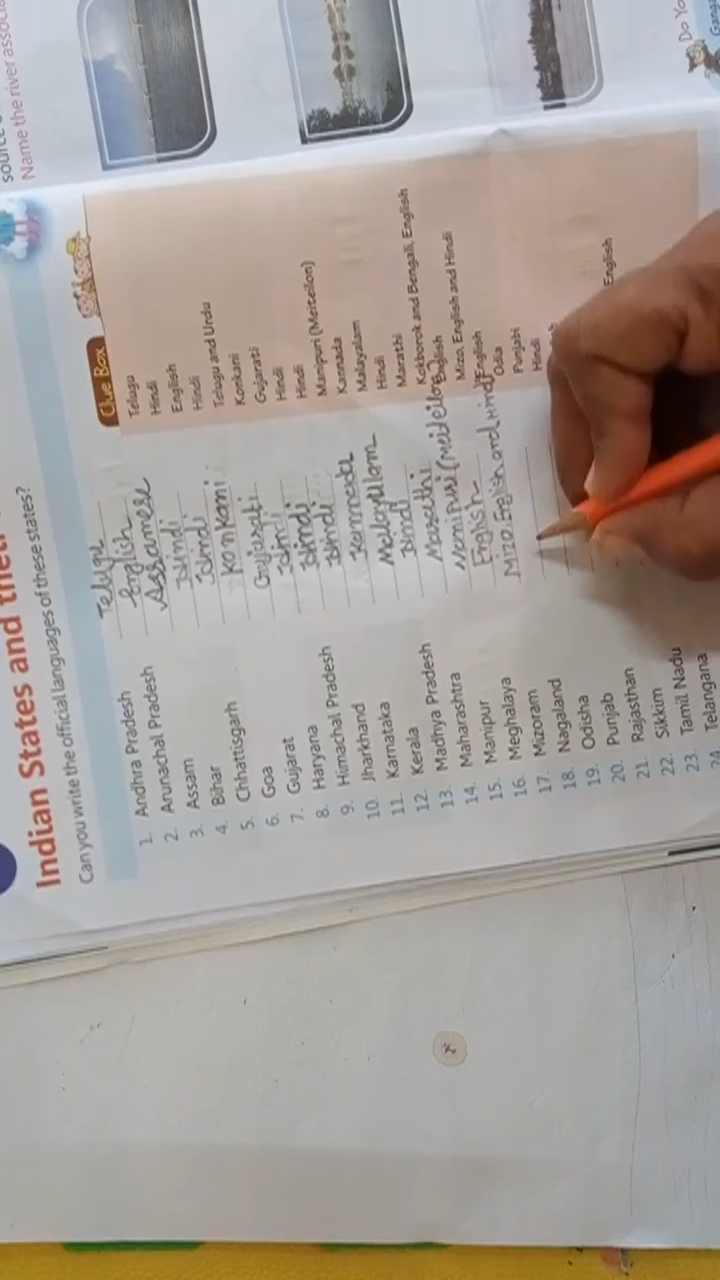 source
Name the river associ
Indian States and their
Can you write the official languages of these states?
1. Andhra Pradesh Telugu
2. Arunachal Pradesh English
3. Assam Assamese
4. Bihar Hindi
5. Chhattisgarh Hindi
6. Goa Konkani
7. Gujarat Gujarati
8. Haryana Hindi
9. Himachal Pradesh Hindi
10. Jharkhand Hindi
11. Karnataka Kannada
12. Kerala Malayalam
13. Madhya Pradesh Hindi
14. Maharashtra Marathi
15. Manipur Manipuri (Meiteilon)
16. Meghalaya English
17. Mizoram Mizo, English and Hindi
18. Nagaland
19. Odisha
20. Punjab
21. Rajasthan
22. Sikkim
23. Tamil Nadu
24. Telangana
Clue Box
Telugu
Hindi
English
Hindi
Telugu and Urdu
Konkani
Gujarati
Hindi
Hindi
Manipuri (Meiteilon)
Kannada
Malayalam
Hindi
Marathi
Kokborok and Bengali, English
English
Mizo, English and Hindi
English
Odia
Punjabi
Hindi
English
Do Yo
Ganga